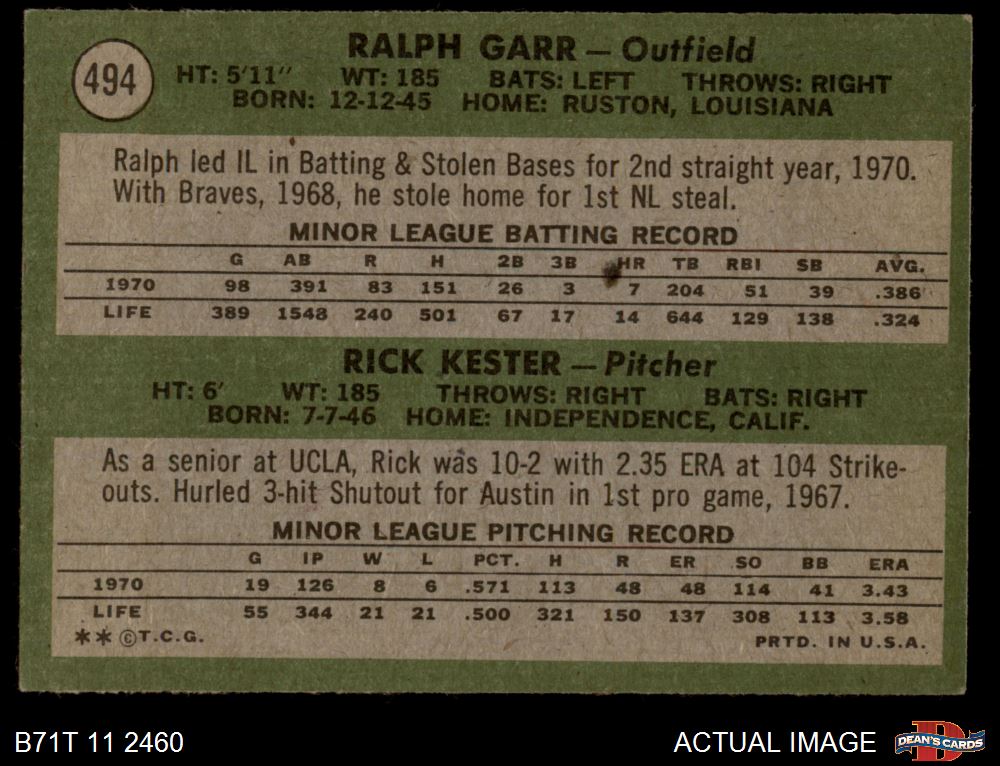 494
RALPH GARR — Outfield
HT: 5'11" WT: 185 BATS: LEFT THROWS: RIGHT
BORN: 12-12-45 HOME: RUSTON, LOUISIANA
Ralph led IL in Batting & Stolen Bases for 2nd straight year, 1970.
With Braves, 1968, he stole home for 1st NL steal.
MINOR LEAGUE BATTING RECORD
G AB R H 2B 3B HR TB RBI SB AVG.
1970 98 391 83 151 26 3 7 204 51 39 .386
LIFE 389 1548 240 501 67 17 14 644 129 138 .324
RICK KESTER — Pitcher
HT: 6' WT: 185 THROWS: RIGHT BATS: RIGHT
BORN: 7-7-46 HOME: INDEPENDENCE, CALIF.
As a senior at UCLA, Rick was 10-2 with 2.35 ERA at 104 Strike-
outs. Hurled 3-hit Shutout for Austin in 1st pro game, 1967.
MINOR LEAGUE PITCHING RECORD
G IP W L PCT. H R ER SO BB ERA
1970 19 126 8 6 .571 113 48 48 114 41 3.43
LIFE 55 344 21 21 .500 321 150 137 308 113 3.58
** ©T.C.G. PRTD. IN U.S.A.
B71T 11 2460 ACTUAL IMAGE DEAN'S CARDS